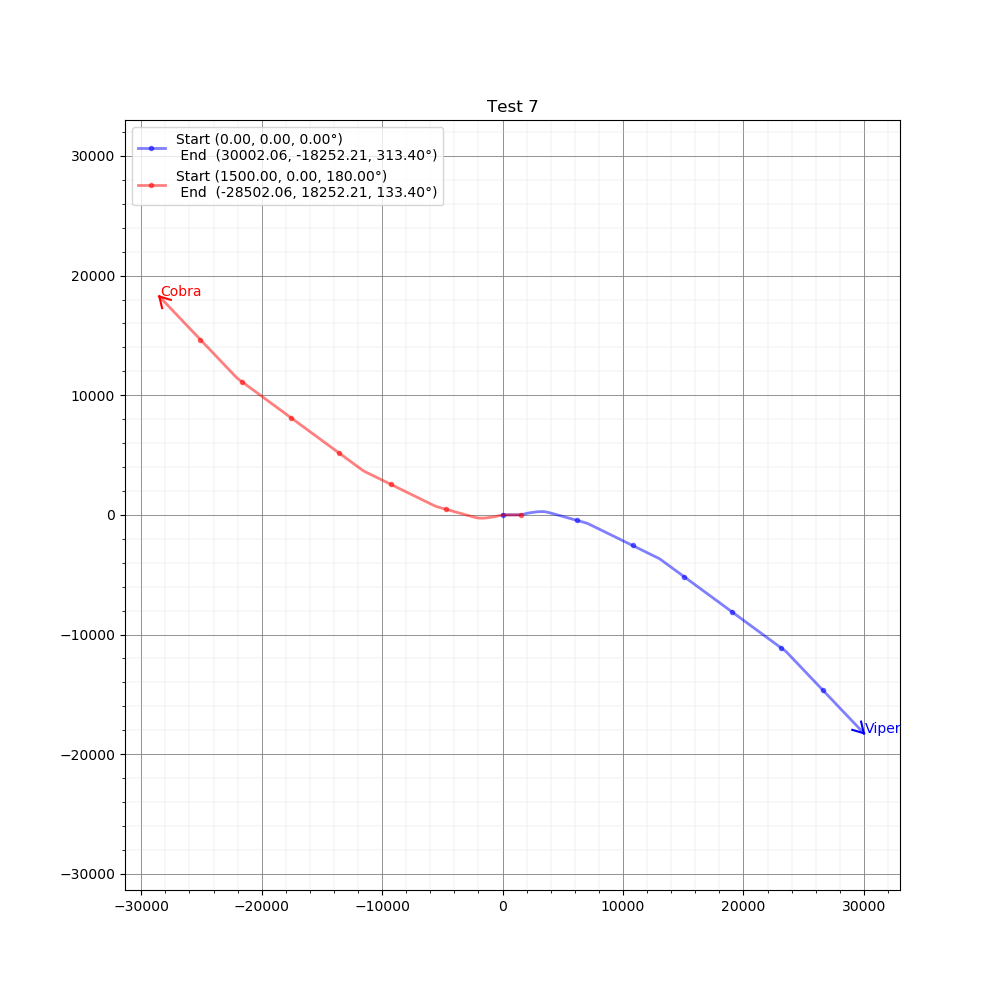 Test 7
Start (0.00, 0.00, 0.00°)
End  (30002.06, -18252.21, 313.40°)
Start (1500.00, 0.00, 180.00°)
End  (-28502.06, 18252.21, 133.40°)
30000
20000
10000
0
−10000
−20000
−30000
Cobra
Viper
−30000 −20000 −10000 0 10000 20000 30000